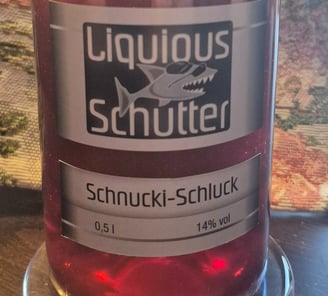 Liquious
Schutter
Schnucki-Schluck
0,5 l 14% vol